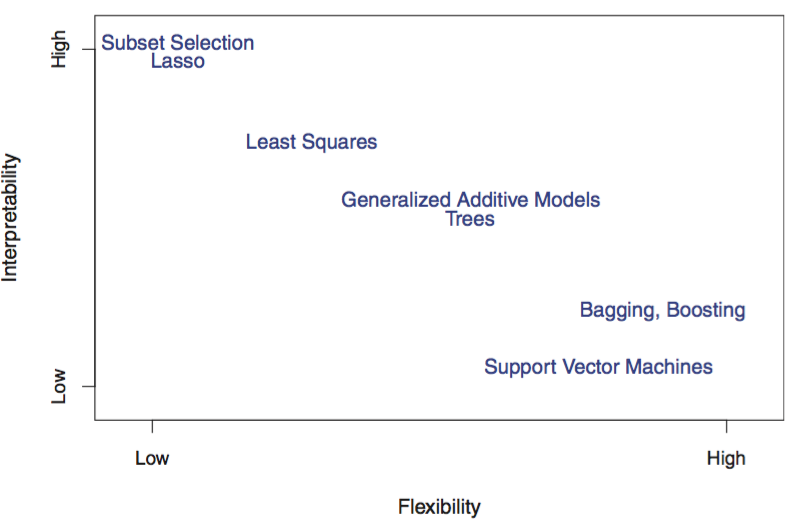 High
Subset Selection
Lasso
Least Squares
Generalized Additive Models
Trees
Interpretability
Bagging, Boosting
Support Vector Machines
Low
Low
High
Flexibility